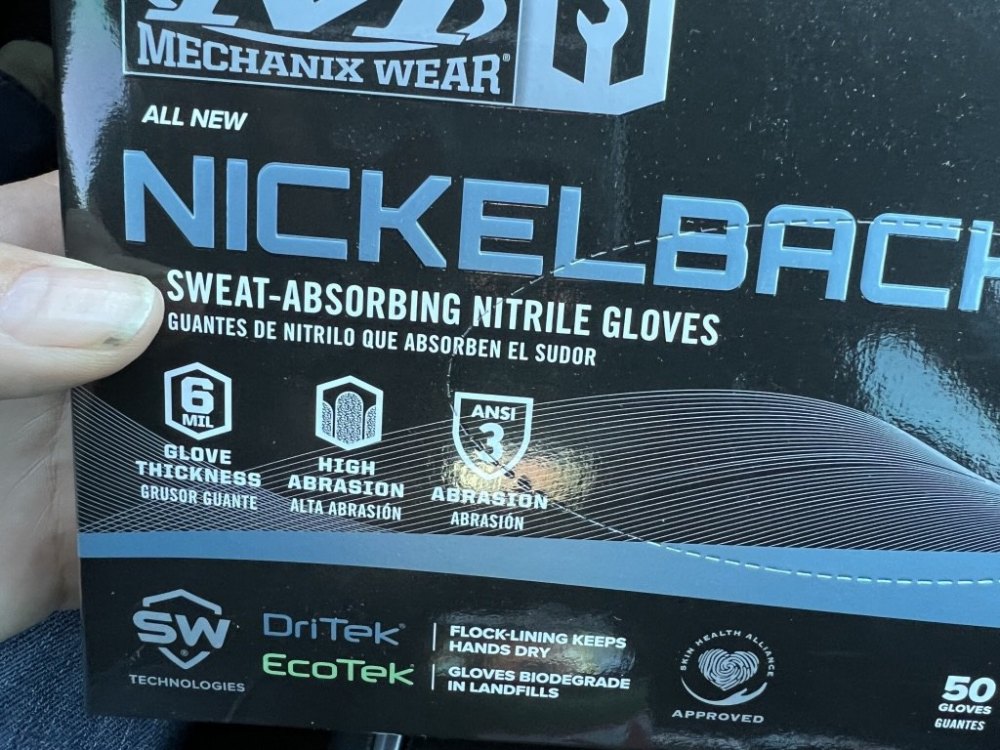 MECHANIX WEAR®
ALL NEW
NICKELBACK
SWEAT-ABSORBING NITRILE GLOVES
GUANTES DE NITRILO QUE ABSORBEN EL SUDOR
6
MIL
GLOVE
THICKNESS
GRUSOR GUANTE
HIGH
ABRASION
ALTA ABRASIÓN
ANSI
3
ABRASION
ABRASIÓN
SW
TECHNOLOGIES
DriTek®
FLOCK-LINING KEEPS
HANDS DRY
EcoTek®
GLOVES BIODEGRADE
IN LANDFILLS
SKIN HEALTH ALLIANCE
APPROVED
50
GLOVES
GUANTES